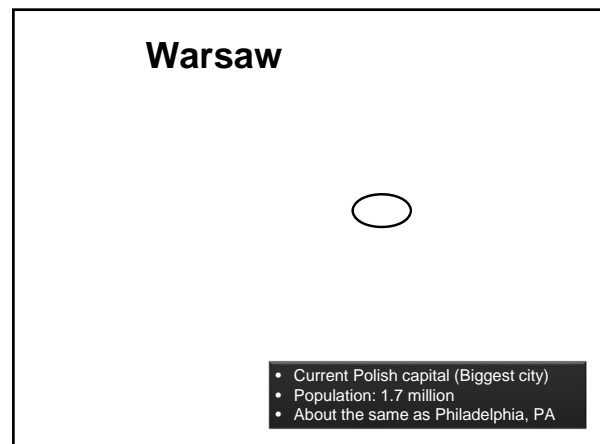 Warsaw
• Current Polish capital (Biggest city)
• Population: 1.7 million
• About the same as Philadelphia, PA